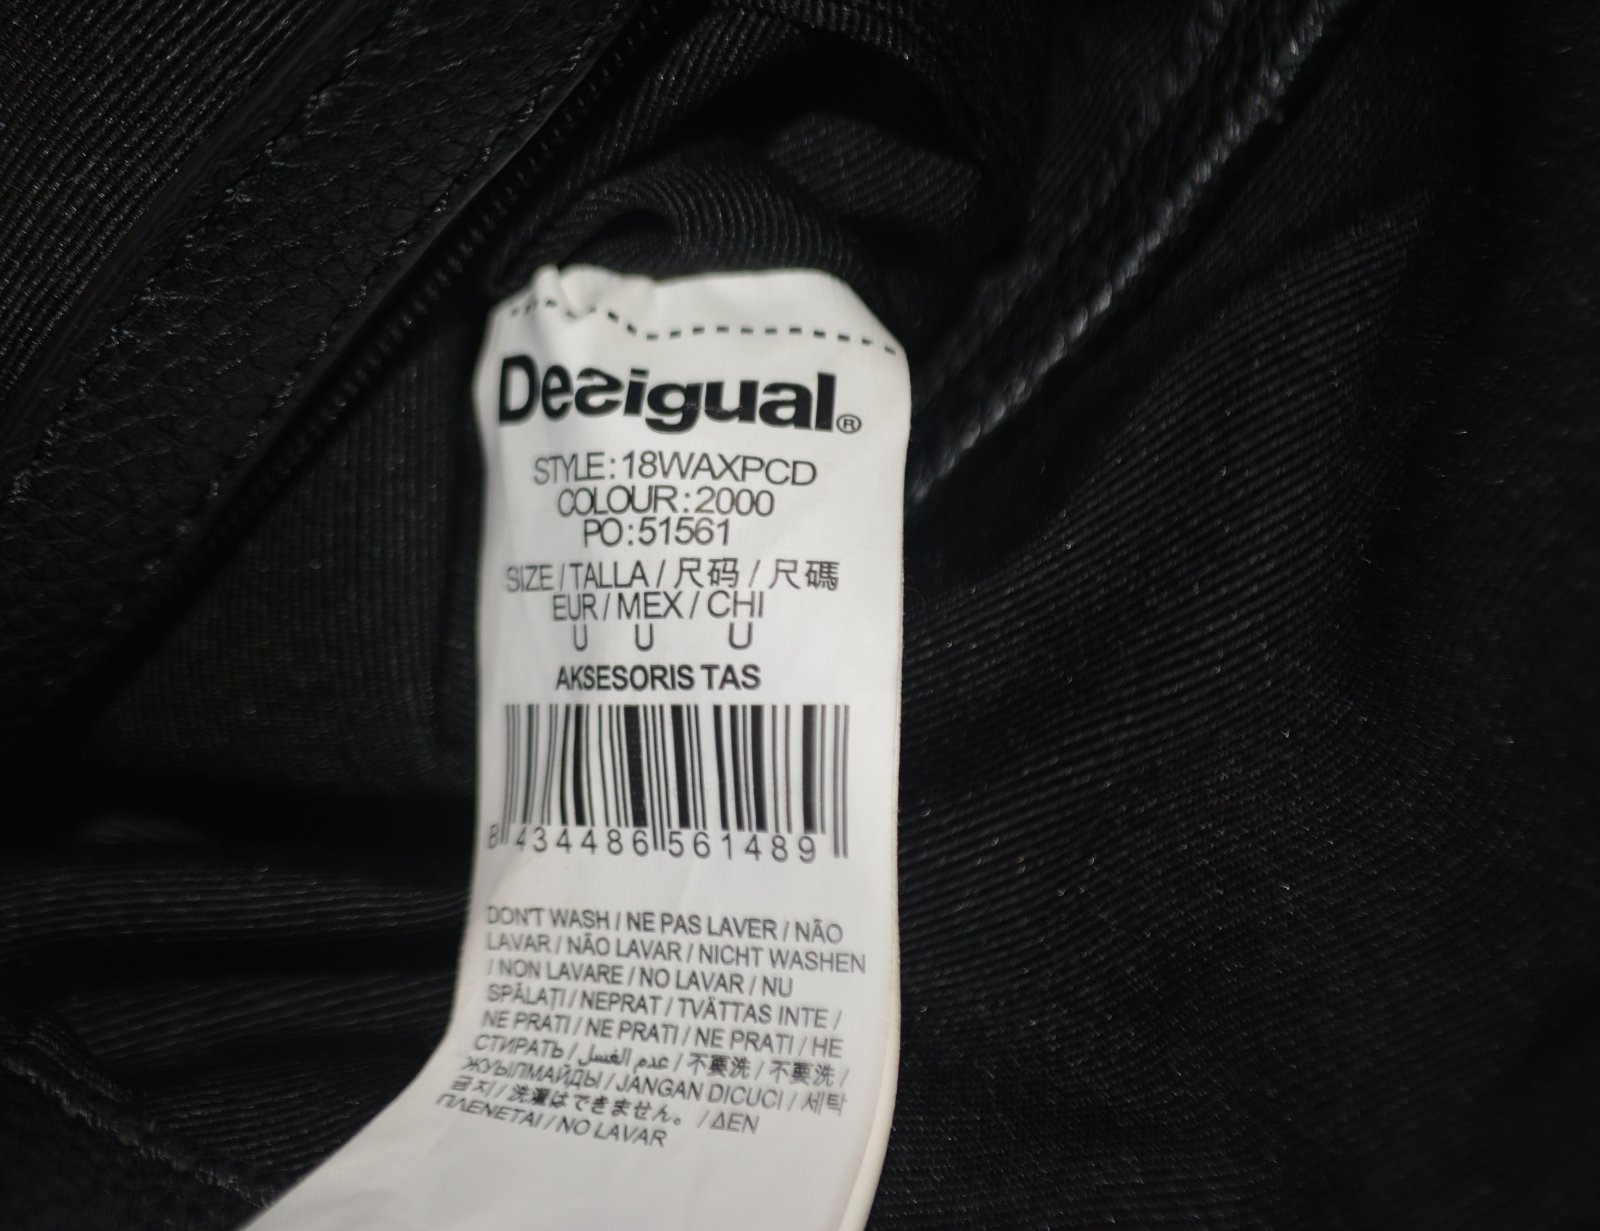 Desigual®
STYLE:18WAXPCD
COLOUR:2000
PO:51561
SIZE/TALLA/尺码/尺碼
EUR/MEX/CHI
U U U
AKSESORIS TAS
8 434486 561489
DON'T WASH / NE PAS LAVER / NÃO
LAVAR / NÃO LAVAR / NICHT WASHEN
/ NON LAVARE / NO LAVAR / NU
SPĂLAȚI / NEPRAT / TVÄTTAS INTE /
NE PRATI / NE PRATI / NE PRATI / НЕ
СТИРАТЬ / عدم الغسل / 不要洗 / 不要洗 /
ЖУЫЛМАЙДЫ / JANGAN DICUCI / 세탁
금지 / 洗濯はできません。 / ΔΕΝ
ΠΛΕΝΕΤΑΙ / NO LAVAR